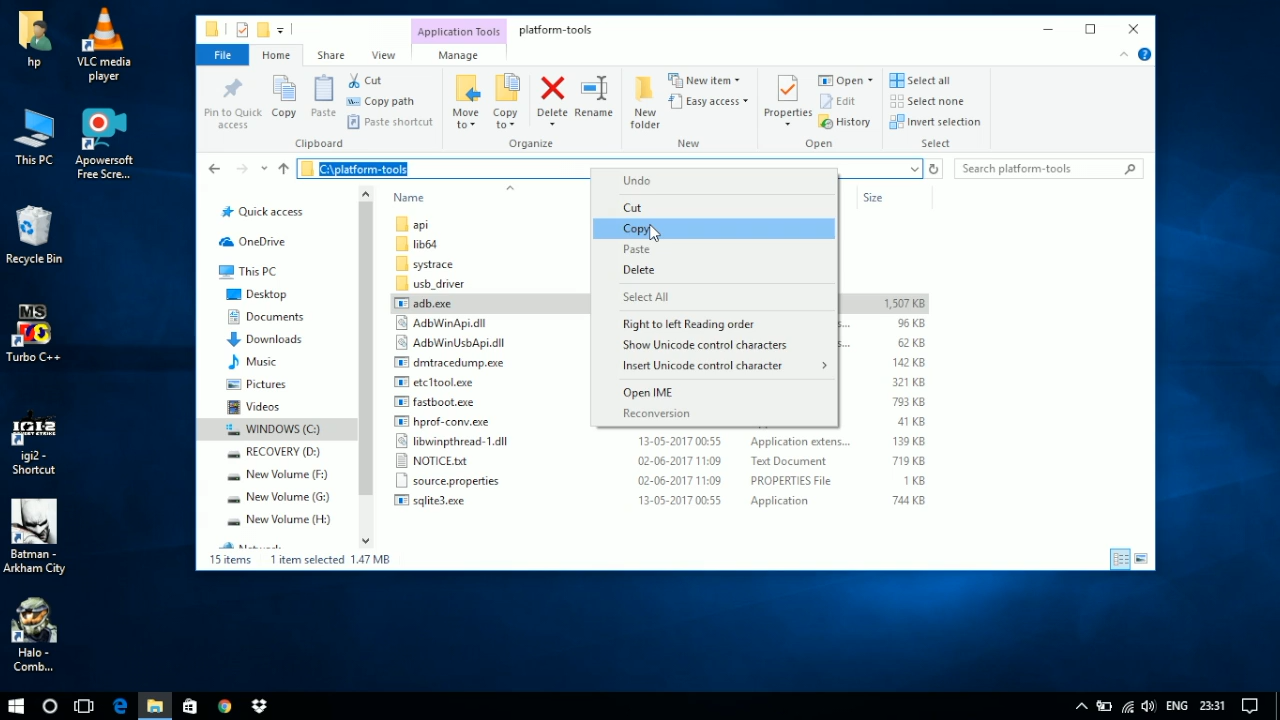 hp
VLC media
player
This PC
Apowersoft
Free Scre...
Recycle Bin
Turbo C++
igi2 -
Shortcut
Batman -
Arkham City
Halo -
Comb...
Application Tools
platform-tools
File
Home
Share
View
Manage
Pin to Quick
access
Copy
Paste
Cut
Copy path
Paste shortcut
Clipboard
Move
to
Copy
to
Delete
Rename
Organize
New
folder
New item
Easy access
New
Properties
Open
Edit
History
Open
Select all
Select none
Invert selection
Select
C:\platform-tools
Search platform-tools
Quick access
OneDrive
This PC
Desktop
Documents
Downloads
Music
Pictures
Videos
WINDOWS (C:)
RECOVERY (D:)
New Volume (F:)
New Volume (G:)
New Volume (H:)
Network
Name
Size
api
lib64
systrace
usb_driver
adb.exe 1,507 KB
AdbWinApi.dll s... 96 KB
AdbWinUsbApi.dll s... 62 KB
dmtracedump.exe 142 KB
etc1tool.exe 321 KB
fastboot.exe 793 KB
hprof-conv.exe 41 KB
libwinpthread-1.dll 13-05-2017 00:55 Application extens... 139 KB
NOTICE.txt 02-06-2017 11:09 Text Document 719 KB
source.properties 02-06-2017 11:09 PROPERTIES File 1 KB
sqlite3.exe 13-05-2017 00:55 Application 744 KB
Undo
Cut
Copy
Paste
Delete
Select All
Right to left Reading order
Show Unicode control characters
Insert Unicode control character
Open IME
Reconversion
15 items 1 item selected 1.47 MB
ENG 23:31